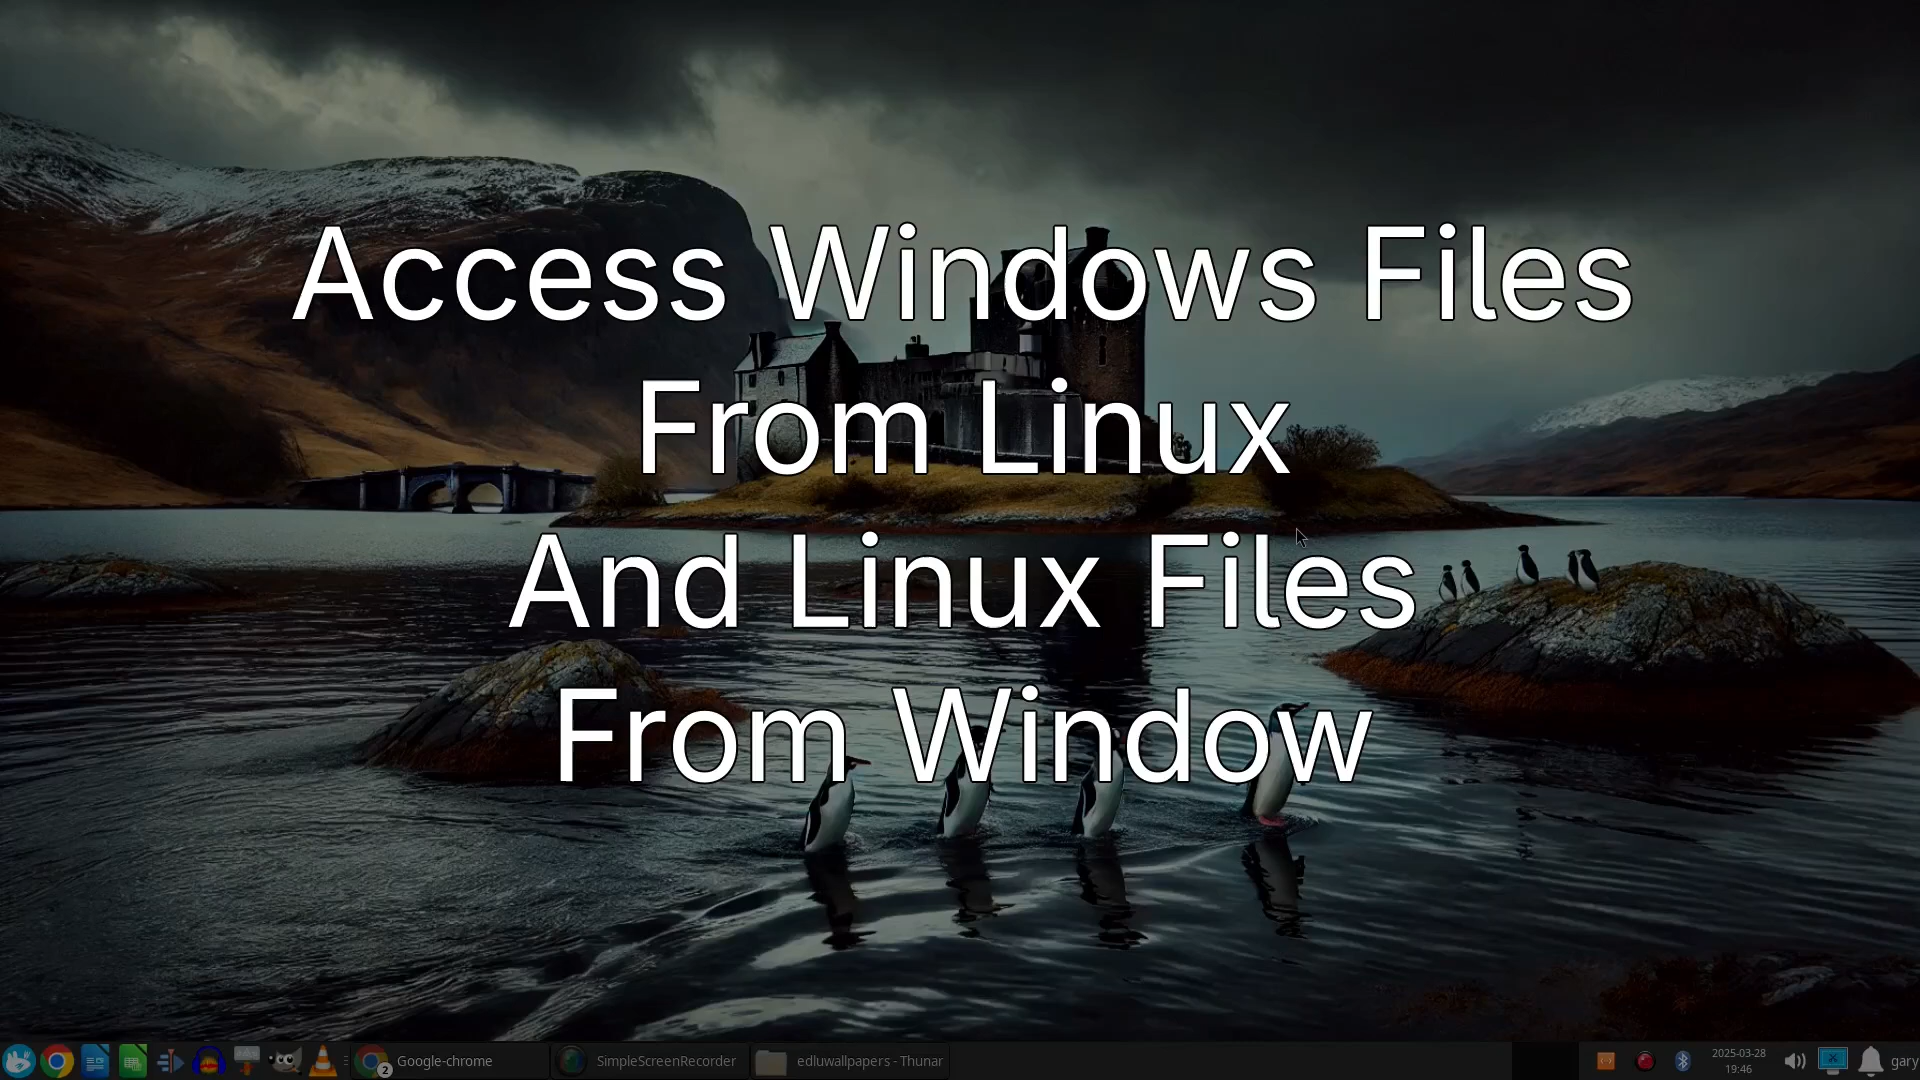 Access Windows Files
From Linux
And Linux Files
From Window
2
Google-chrome
SimpleScreenRecorder
edluwallpapers - Thunar
2025-03-28
19:46
gary